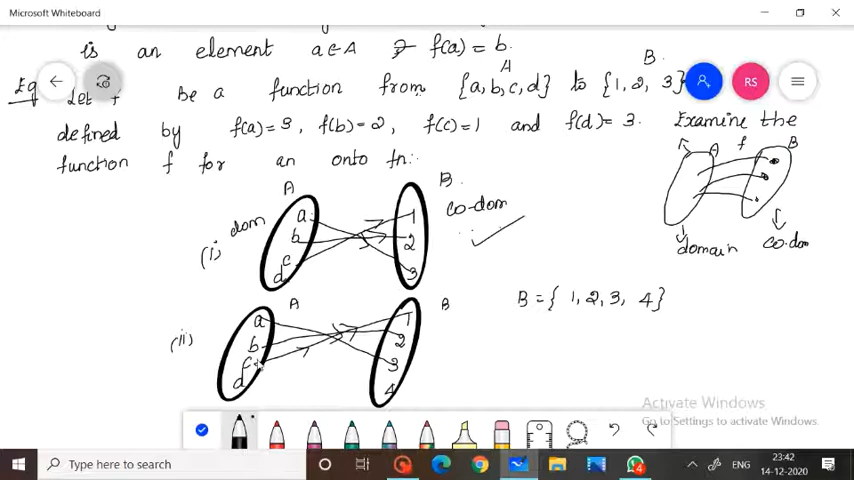 Microsoft Whiteboard
is an element a∈A ∋ f(a) = b.
A
B.
Eg Let f Be a function from {a,b,c,d} to {1,2,3}
RS
defined by f(a)=3, f(b)=2, f(c)=1 and f(d)=3. Examine the
function f for an onto fn:
A f B
domain co-dom
A B.
(i) dom a b c d 1 2 3 co-dom
A B
(ii) a b c d 1 2 3 4
B = { 1,2,3, 4}
Activate Windows
Go to Settings to activate Windows.
Type here to search
4
ENG
23:42
14-12-2020